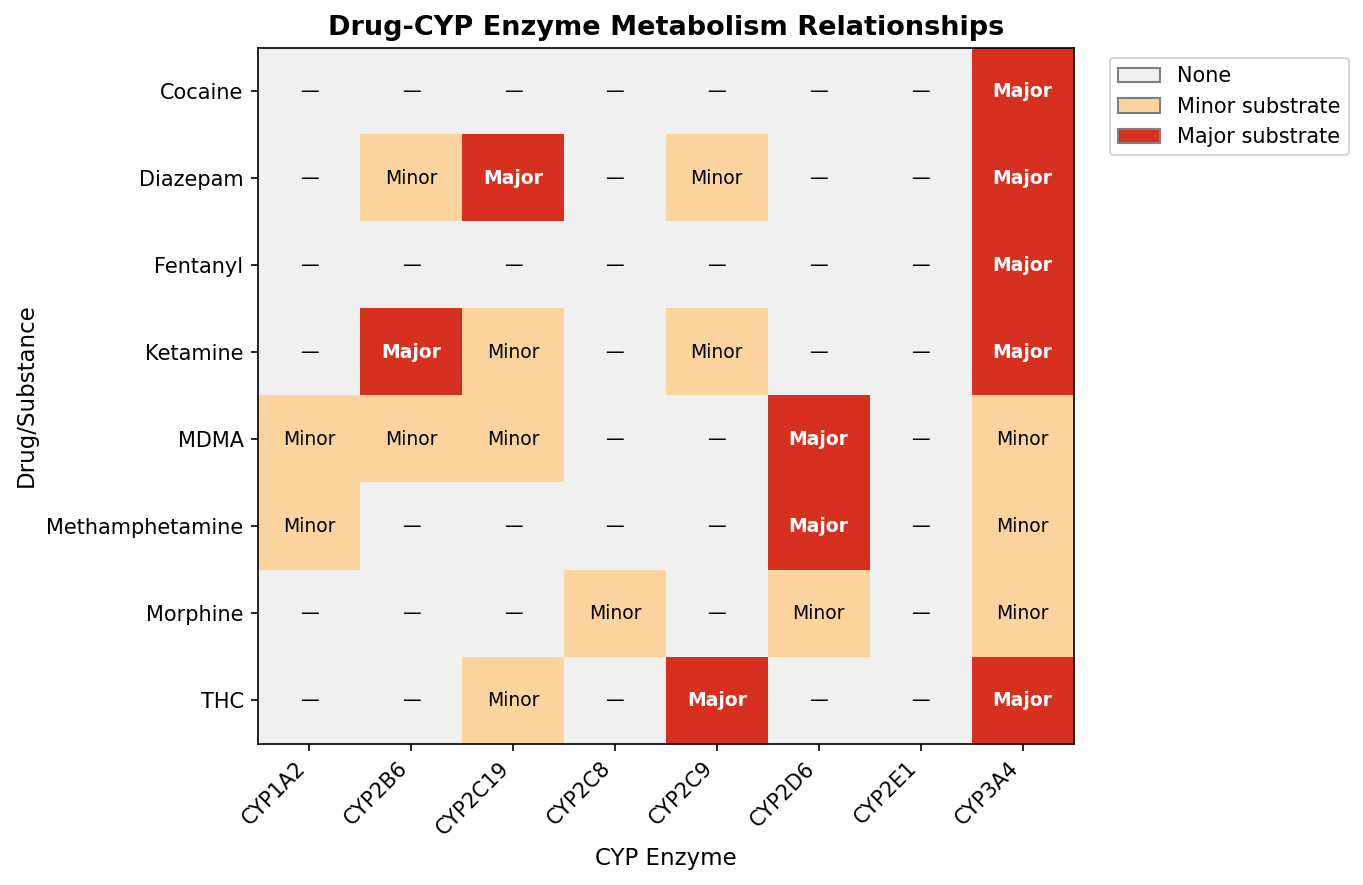 Drug-CYP Enzyme Metabolism Relationships
None
Minor substrate
Major substrate
Drug/Substance
Cocaine — — — — — — — Major
Diazepam — Minor Major — Minor — — Major
Fentanyl — — — — — — — Major
Ketamine — Major Minor — Minor — — Major
MDMA Minor Minor Minor — — Major — Minor
Methamphetamine Minor — — — — Major — Minor
Morphine — — — Minor — Minor — Minor
THC — — Minor — Major — — Major
CYP1A2 CYP2B6 CYP2C19 CYP2C8 CYP2C9 CYP2D6 CYP2E1 CYP3A4
CYP Enzyme